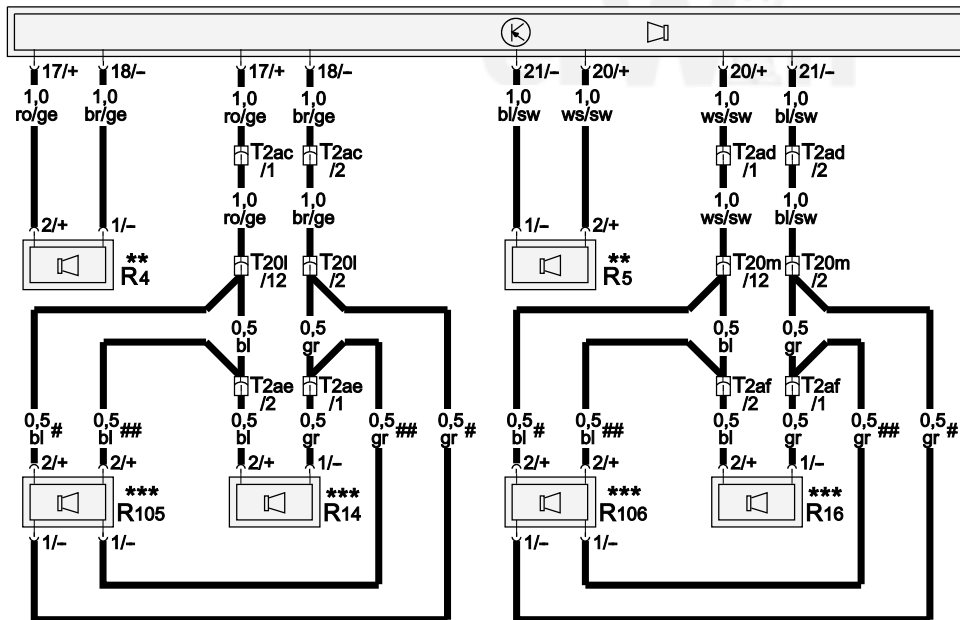 17/+ 18/– 17/+ 18/– 21/– 20/+ 20/+ 21/–
1,0 1,0 1,0 1,0 1,0 1,0 1,0 1,0
ro/ge br/ge ro/ge br/ge bl/sw ws/sw ws/sw bl/sw
T2ac T2ac T2ad T2ad
/1 /2 /1 /2
1,0 1,0 1,0 1,0
ro/ge br/ge ws/sw bl/sw
2/+ 1/– 1/– 2/+
** **
R4 R5
T20l T20l T20m T20m
/12 /2 /12 /2
0,5 0,5 0,5 0,5
bl gr bl gr
T2ae T2ae T2af T2af
/2 /1 /2 /1
0,5 # 0,5 ## 0,5 0,5 0,5 ## 0,5 # 0,5 # 0,5 ## 0,5 0,5 0,5 ## 0,5 #
bl bl bl gr gr gr bl bl bl gr gr gr
2/+ 2/+ 2/+ 1/– 2/+ 2/+ 2/+ 1/–
*** *** *** ***
R105 R14 R106 R16
1/– 1/– 1/– 1/–